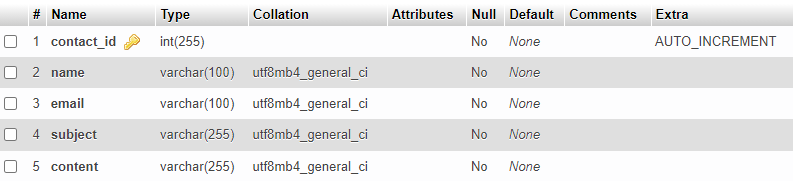 # Name Type Collation Attributes Null Default Comments Extra
1 contact_id int(255) No None AUTO_INCREMENT
2 name varchar(100) utf8mb4_general_ci No None
3 email varchar(100) utf8mb4_general_ci No None
4 subject varchar(255) utf8mb4_general_ci No None
5 content varchar(255) utf8mb4_general_ci No None